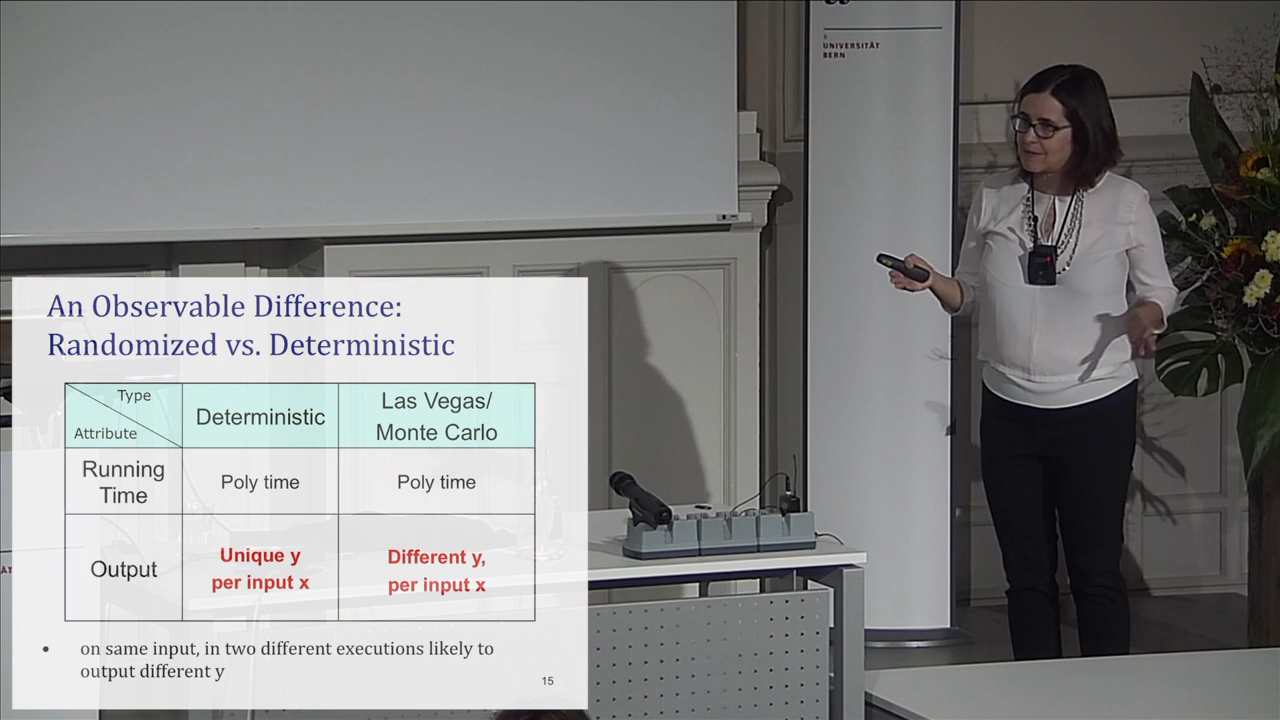 UNIVERSITÄT
BERN
An Observable Difference:
Randomized vs. Deterministic
Type
Attribute
Deterministic
Las Vegas/
Monte Carlo
Running
Time
Poly time
Poly time
Output
Unique y
per input x
Different y,
per input x
• on same input, in two different executions likely to
output different y
15